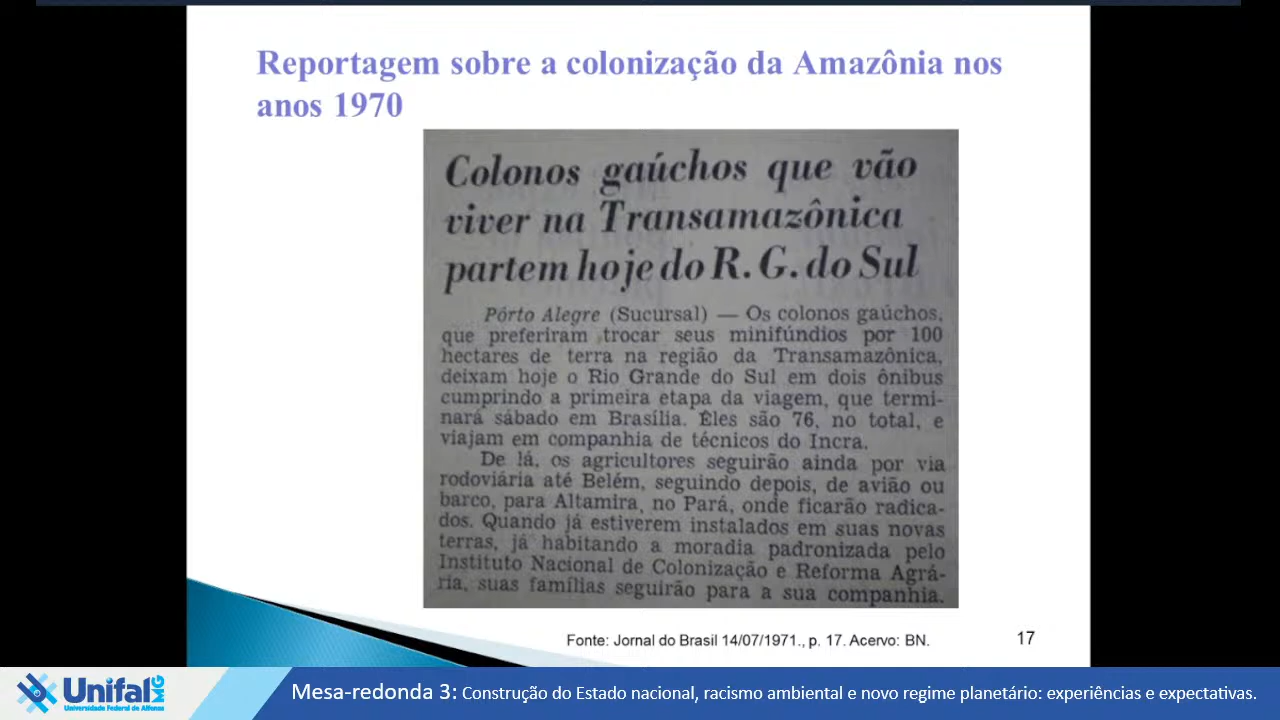 Reportagem sobre a colonização da Amazônia nos
anos 1970
Colonos gaúchos que vão
viver na Transamazônica
partem hoje do R. G. do Sul
Pôrto Alegre (Sucursal) — Os colonos gaúchos,
que preferiram trocar seus minifúndios por 100
hectares de terra na região da Transamazônica,
deixam hoje o Rio Grande do Sul em dois ônibus
cumprindo a primeira etapa da viagem, que termi-
nará sábado em Brasília. Êles são 76, no total, e
viajam em companhia de técnicos do Incra.
De lá, os agricultores seguirão ainda por via
rodoviária até Belém, seguindo depois, de avião ou
barco, para Altamira, no Pará, onde ficarão radica-
dos. Quando já estiverem instalados em suas novas
terras, já habitando a moradia padronizada pelo
Instituto Nacional de Colonização e Reforma Agrá-
ria, suas famílias seguirão para a sua companhia.
Fonte: Jornal do Brasil 14/07/1971., p. 17. Acervo: BN.
17
Unifal MG
Universidade Federal de Alfenas
Mesa-redonda 3: Construção do Estado nacional, racismo ambiental e novo regime planetário: experiências e expectativas.